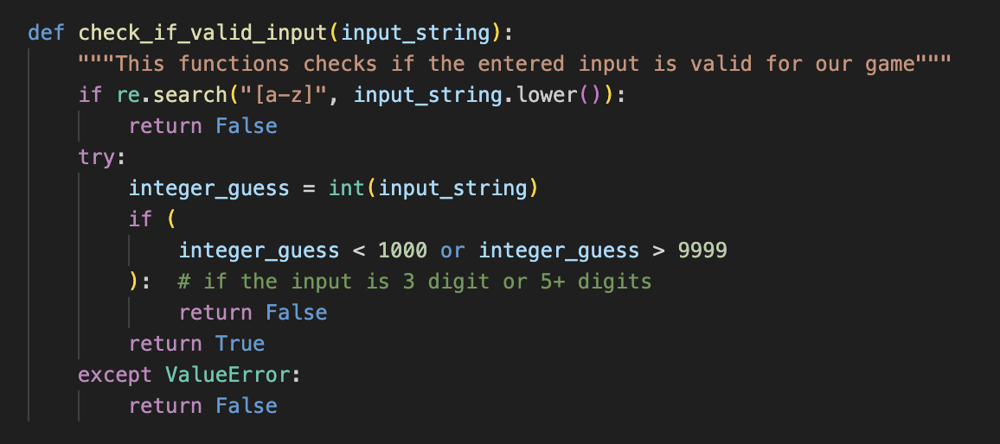 def check_if_valid_input(input_string):
    """This functions checks if the entered input is valid for our game"""
    if re.search("[a-z]", input_string.lower()):
        return False
    try:
        integer_guess = int(input_string)
        if (
            integer_guess < 1000 or integer_guess > 9999
        ):  # if the input is 3 digit or 5+ digits
            return False
        return True
    except ValueError:
        return False